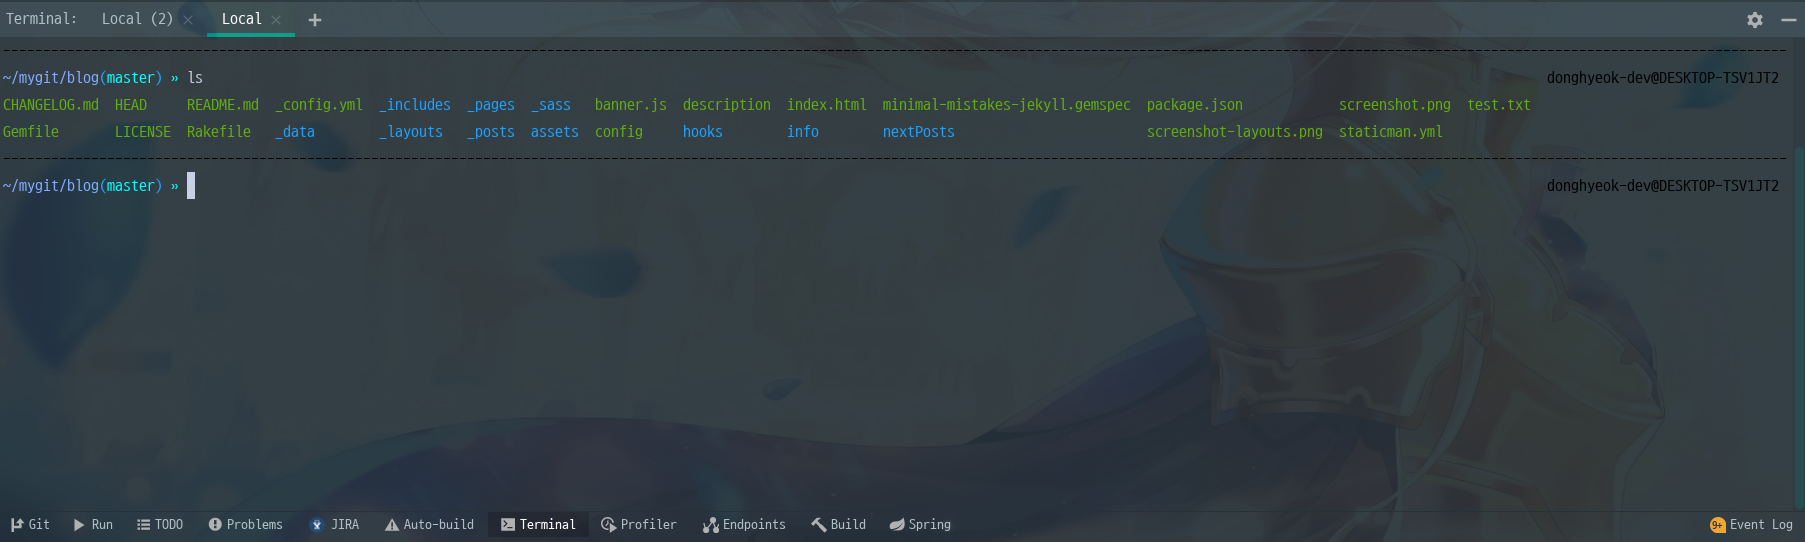 Terminal: Local (2) × Local × +
~/mygit/blog(master) » ls donghyeok-dev@DESKTOP-TSV1JT2
CHANGELOG.md HEAD README.md _config.yml _includes _pages _sass banner.js description index.html minimal-mistakes-jekyll.gemspec package.json screenshot.png test.txt
Gemfile LICENSE Rakefile _data _layouts _posts assets config hooks info nextPosts screenshot-layouts.png staticman.yml
~/mygit/blog(master) » donghyeok-dev@DESKTOP-TSV1JT2
Git Run TODO Problems JIRA Auto-build Terminal Profiler Endpoints Build Spring 9+ Event Log